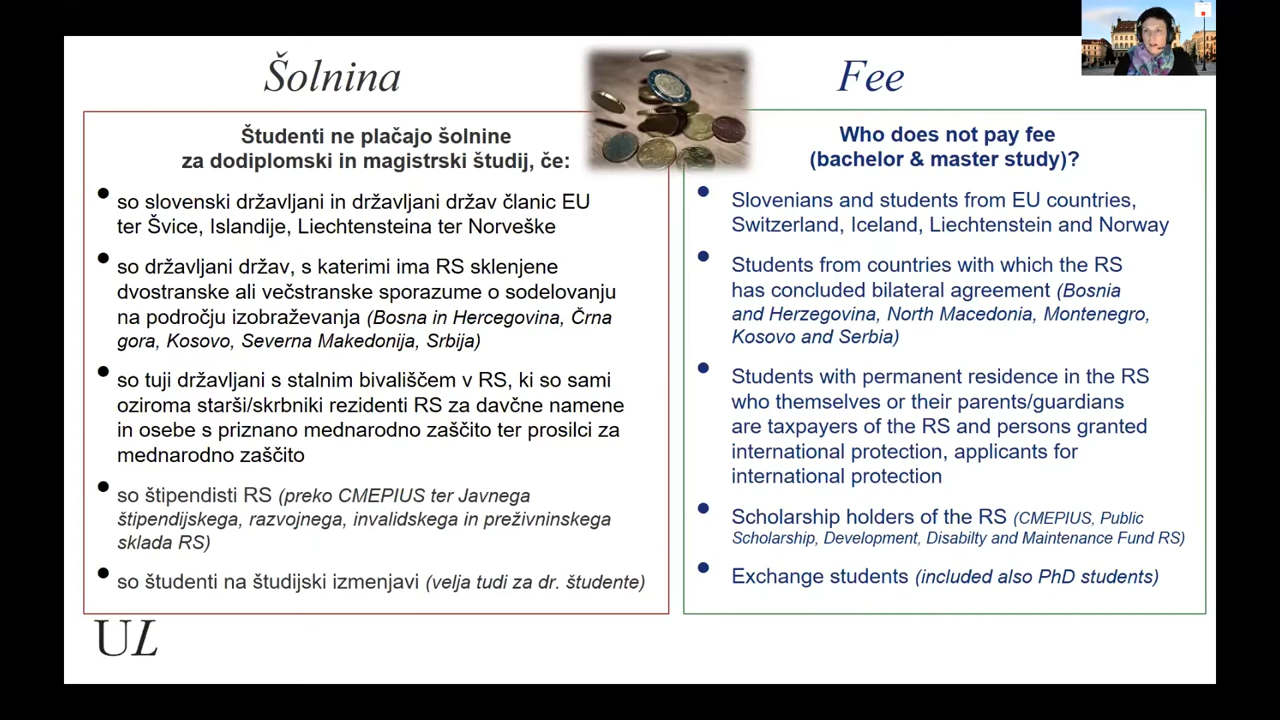 Šolnina
Študenti ne plačajo šolnine
za dodiplomski in magistrski študij, če:
• so slovenski državljani in državljani držav članic EU
ter Švice, Islandije, Liechtensteina ter Norveške
• so državljani držav, s katerimi ima RS sklenjene
dvostranske ali večstranske sporazume o sodelovanju
na področju izobraževanja (Bosna in Hercegovina, Črna
gora, Kosovo, Severna Makedonija, Srbija)
• so tuji državljani s stalnim bivališčem v RS, ki so sami
oziroma starši/skrbniki rezidenti RS za davčne namene
in osebe s priznano mednarodno zaščito ter prosilci za
mednarodno zaščito
• so štipendisti RS (preko CMEPIUS ter Javnega
štipendijskega, razvojnega, invalidskega in preživninskega
sklada RS)
• so študenti na študijski izmenjavi (velja tudi za dr. študente)
Fee
Who does not pay fee
(bachelor & master study)?
• Slovenians and students from EU countries,
Switzerland, Iceland, Liechtenstein and Norway
• Students from countries with which the RS
has concluded bilateral agreement (Bosnia
and Herzegovina, North Macedonia, Montenegro,
Kosovo and Serbia)
• Students with permanent residence in the RS
who themselves or their parents/guardians
are taxpayers of the RS and persons granted
international protection, applicants for
international protection
• Scholarship holders of the RS (CMEPIUS, Public
Scholarship, Development, Disabilty and Maintenance Fund RS)
• Exchange students (included also PhD students)
UL